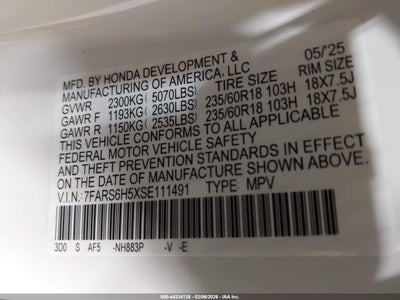 MFD. BY HONDA DEVELOPMENT & 05/'25
MANUFACTURING OF AMERICA, LLC
GVWR 2300KG( 5070LBS) TIRE SIZE RIM SIZE
GAWR F 1193KG( 2630LBS) 235/60R18 103H 18X7.5J
GAWR R 1150KG( 2535LBS) 235/60R18 103H 18X7.5J
THIS VEHICLE CONFORMS TO ALL APPLICABLE
FEDERAL MOTOR VEHICLE SAFETY
AND THEFT PREVENTION STANDARDS IN EFFECT
ON THE DATE OF MANUFACTURE SHOWN ABOVE.
V.I.N.: 7FARS6H5XSE111491 TYPE: MPV
3D0 S AF5 -NH883P -V -E
500-44334138 - 02/06/2026 - IAA Inc.